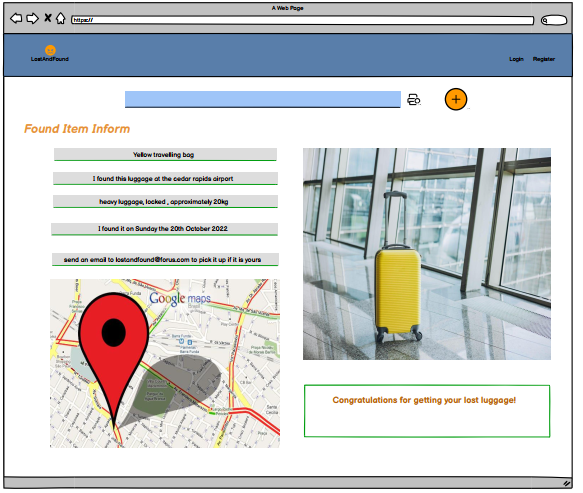 A Web Page
https://
LostAndFound
Login Register
Found Item Inform
Yellow travelling bag
I found this luggage at the cedar rapids airport
heavy luggage, locked , approximately 20kg
I found it on Sunday the 20th October 2022
send an email to lostandfound@forus.com to pick up if it is yours
Google maps
Brasil
Congratulations for getting your lost luggage!